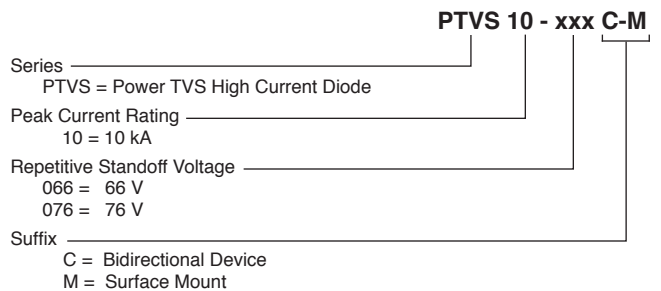 PTVS 10 - xxx C-M
Series
PTVS = Power TVS High Current Diode
Peak Current Rating
10 = 10 kA
Repetitive Standoff Voltage
066 = 66 V
076 = 76 V
Suffix
C = Bidirectional Device
M = Surface Mount